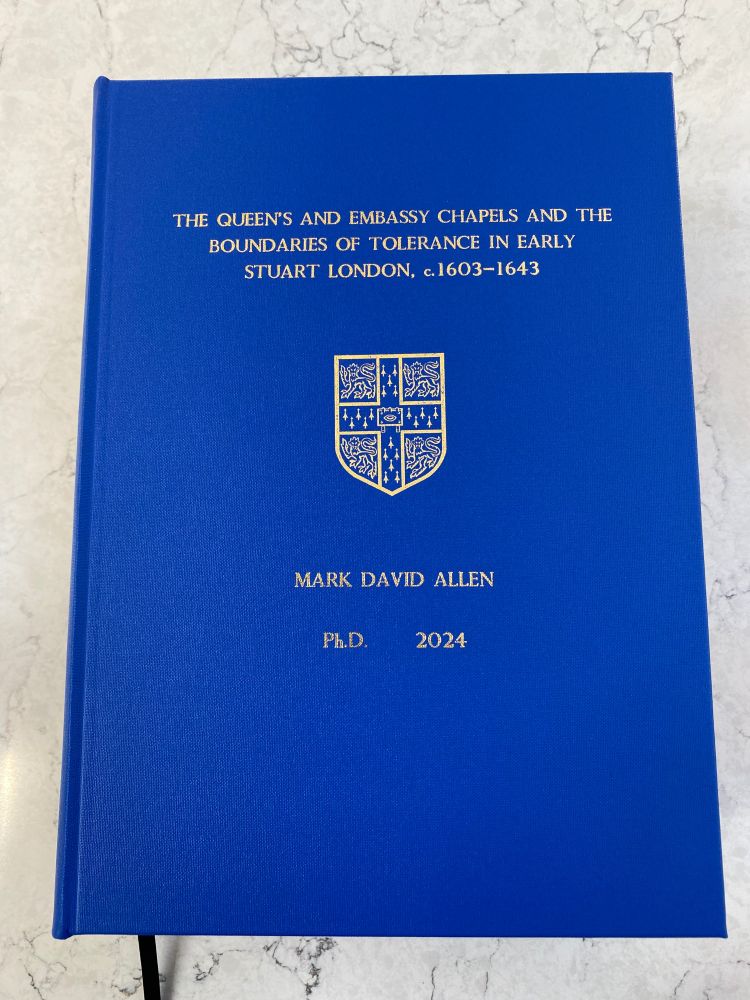 THE QUEEN'S AND EMBASSY CHAPELS AND THE
BOUNDARIES OF TOLERANCE IN EARLY
STUART LONDON, c.1603–1643
MARK DAVID ALLEN
Ph.D. 2024